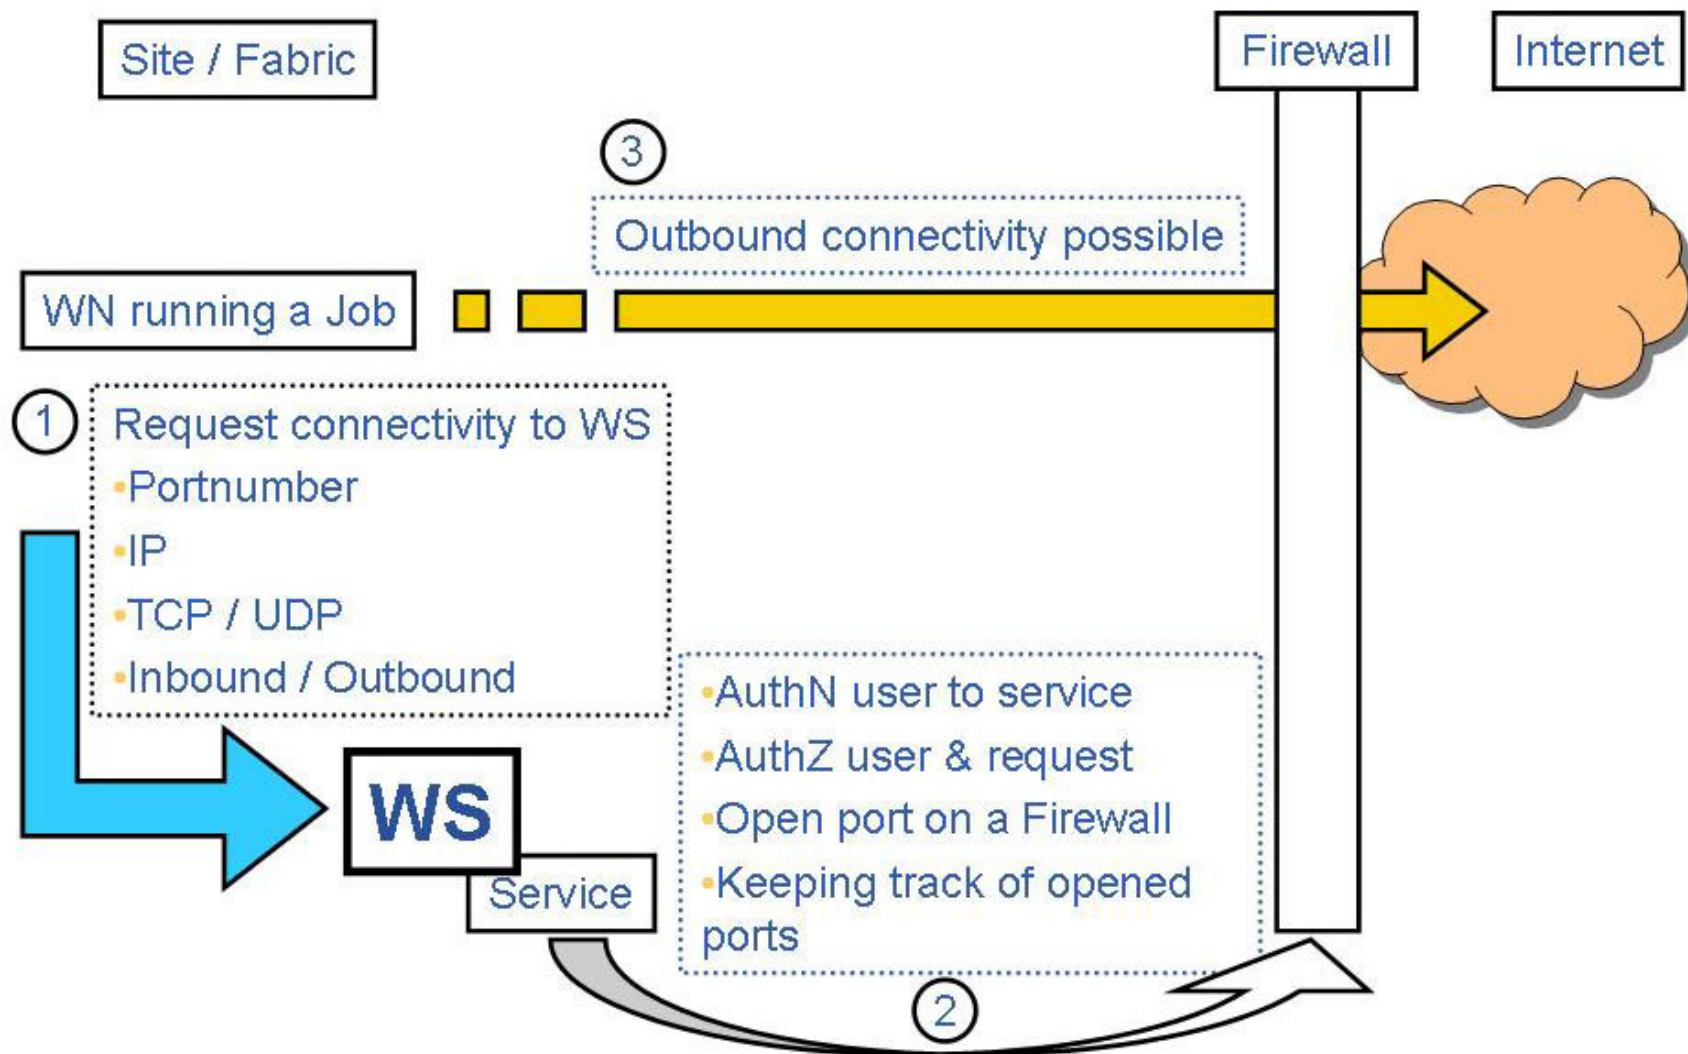 Site / Fabric
Firewall
Internet
3
Outbound connectivity possible
WN running a Job
1
Request connectivity to WS
•Portnumber
•IP
•TCP / UDP
•Inbound / Outbound
•AuthN user to service
•AuthZ user & request
•Open port on a Firewall
•Keeping track of opened
ports
WS
Service
2